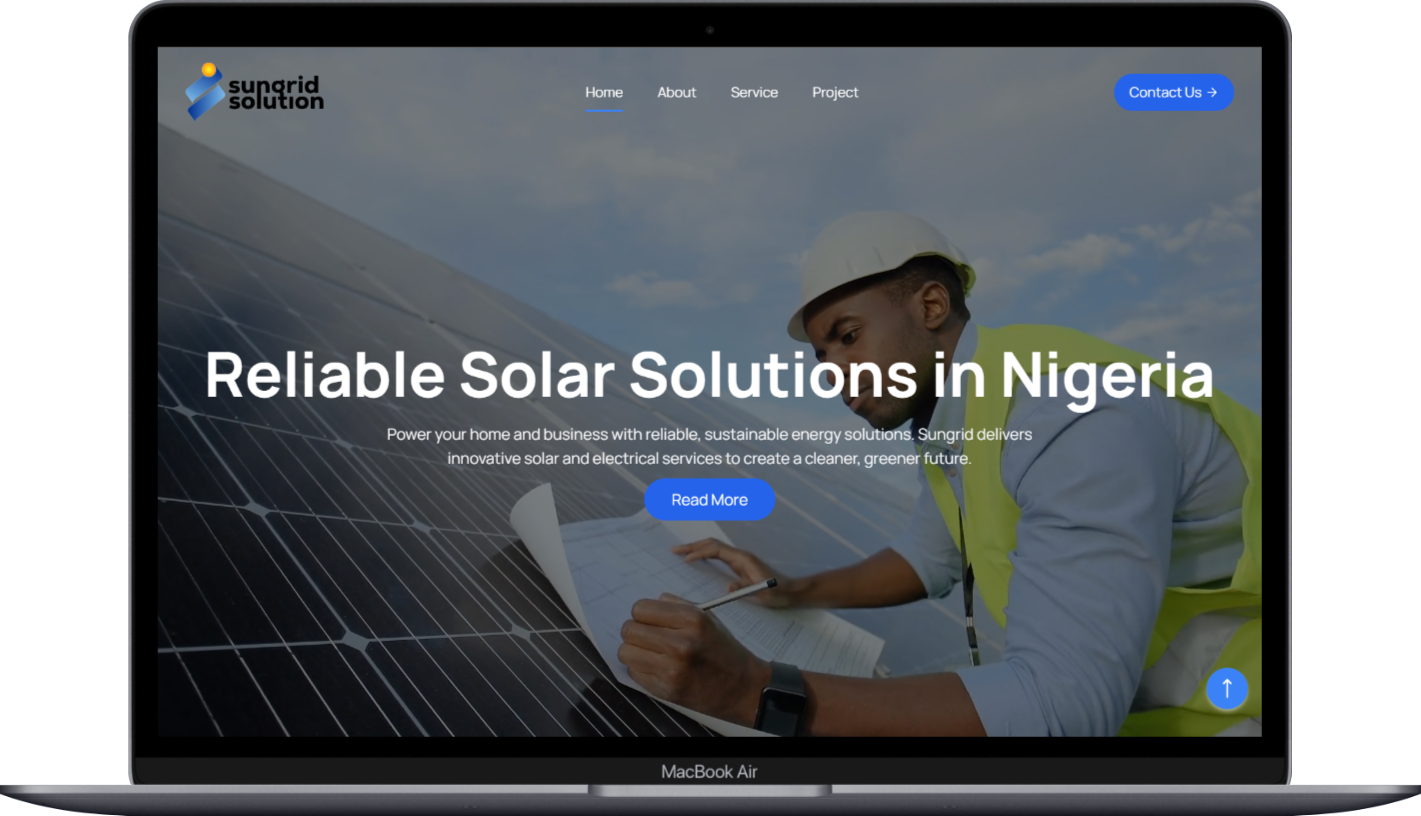 sungrid
solution
Home
About
Service
Project
Contact Us →
Reliable Solar Solutions in Nigeria
Power your home and business with reliable, sustainable energy solutions. Sungrid delivers
innovative solar and electrical services to create a cleaner, greener future.
Read More
↑
MacBook Air